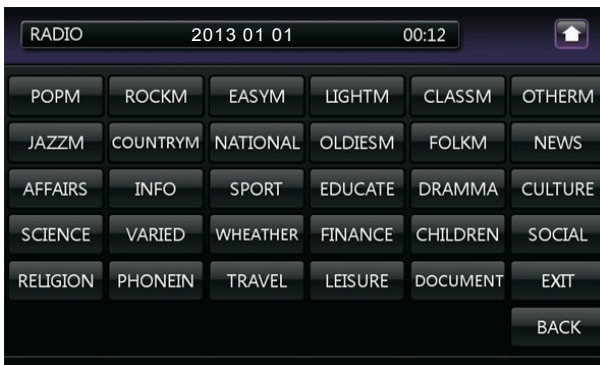 RADIO 2013 01 01 00:12
POPM ROCKM EASYM LIGHTM CLASSM OTHERM
JAZZM COUNTRYM NATIONAL OLDIESM FOLKM NEWS
AFFAIRS INFO SPORT EDUCATE DRAMMA CULTURE
SCIENCE VARIED WHEATHER FINANCE CHILDREN SOCIAL
RELIGION PHONEIN TRAVEL LEISURE DOCUMENT EXIT
BACK